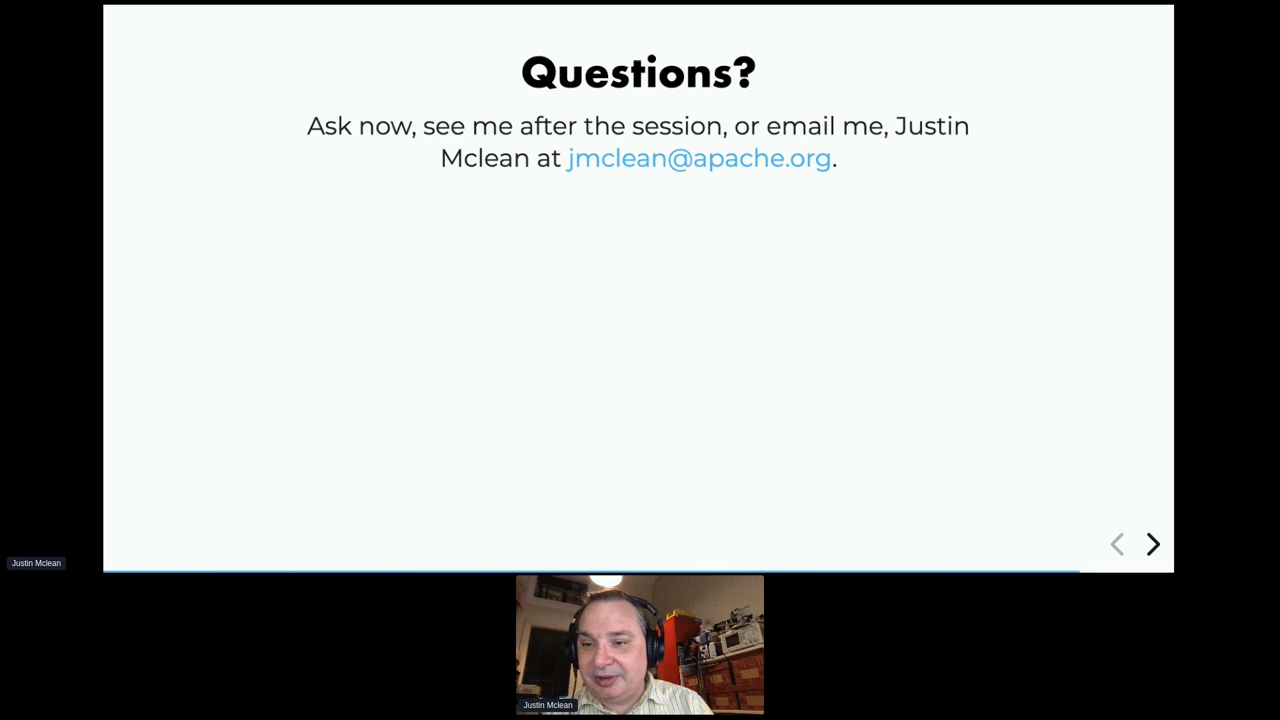 Questions?
Ask now, see me after the session, or email me, Justin
Mclean at jmclean@apache.org.
Justin Mclean
Justin Mclean